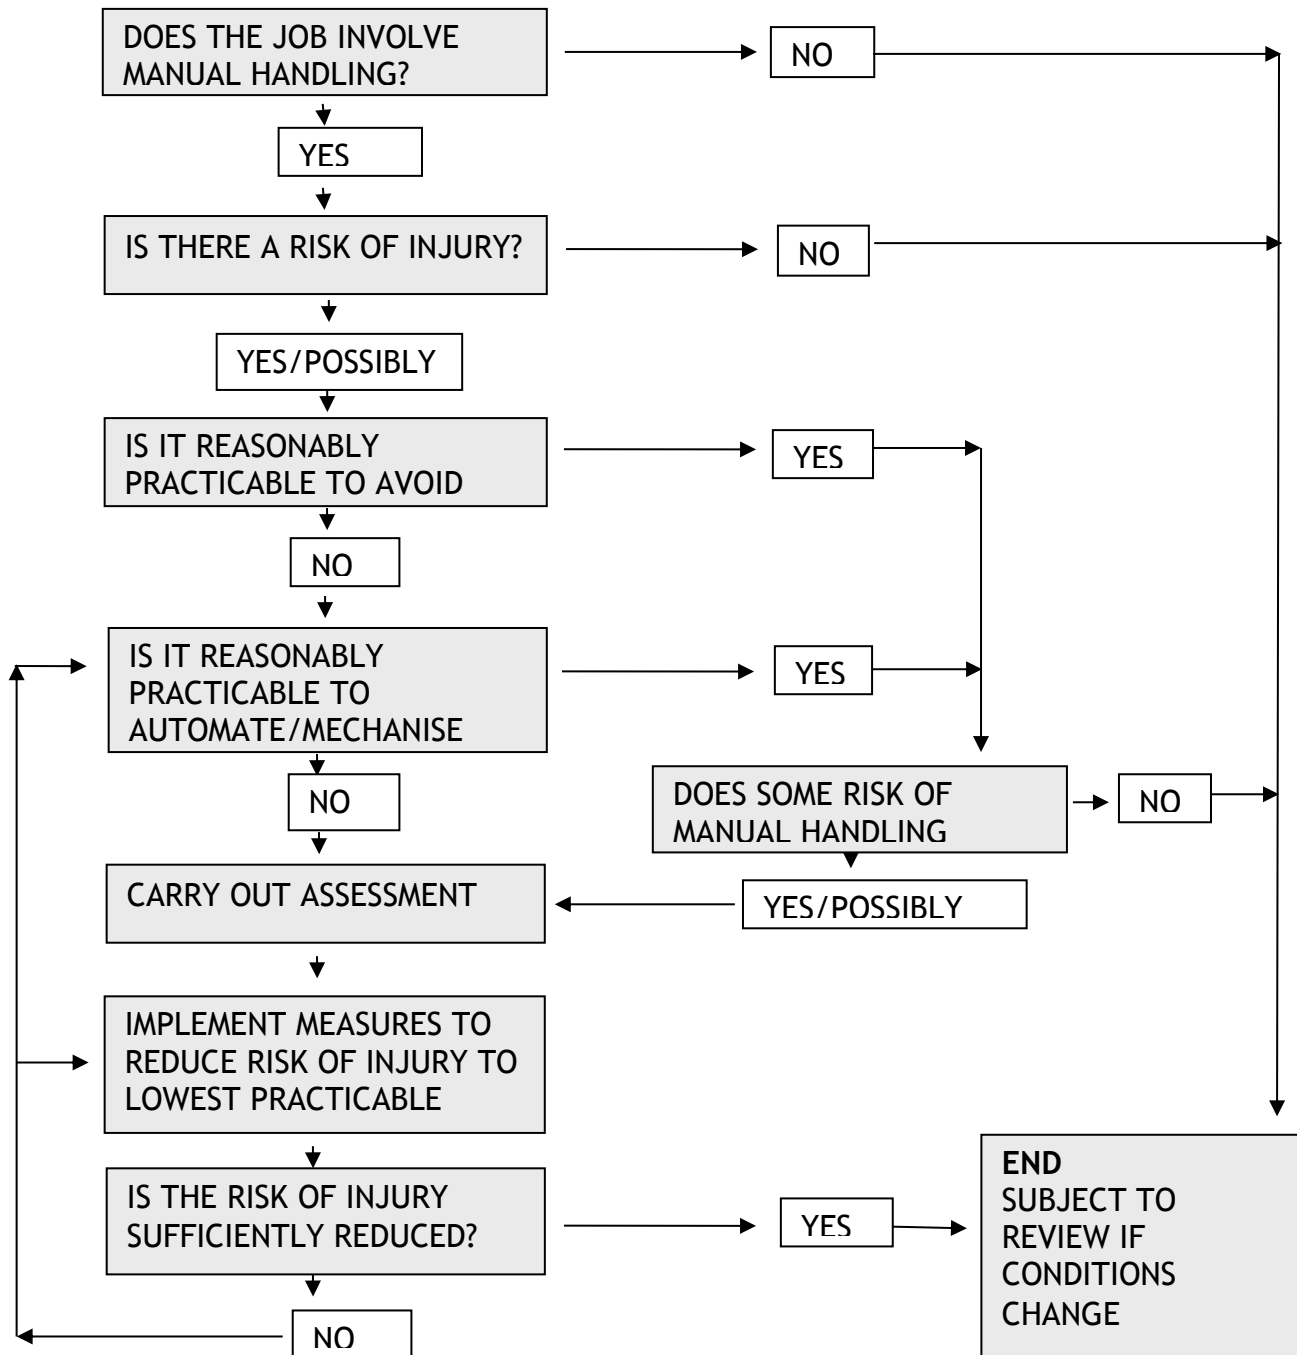 DOES THE JOB INVOLVE
MANUAL HANDLING?
NO
YES
IS THERE A RISK OF INJURY?
NO
YES/POSSIBLY
IS IT REASONABLY
PRACTICABLE TO AVOID
YES
NO
IS IT REASONABLY
PRACTICABLE TO
AUTOMATE/MECHANISE
YES
NO
DOES SOME RISK OF
MANUAL HANDLING
NO
CARRY OUT ASSESSMENT
YES/POSSIBLY
IMPLEMENT MEASURES TO
REDUCE RISK OF INJURY TO
LOWEST PRACTICABLE
IS THE RISK OF INJURY
SUFFICIENTLY REDUCED?
YES
END
SUBJECT TO
REVIEW IF
CONDITIONS
CHANGE
NO